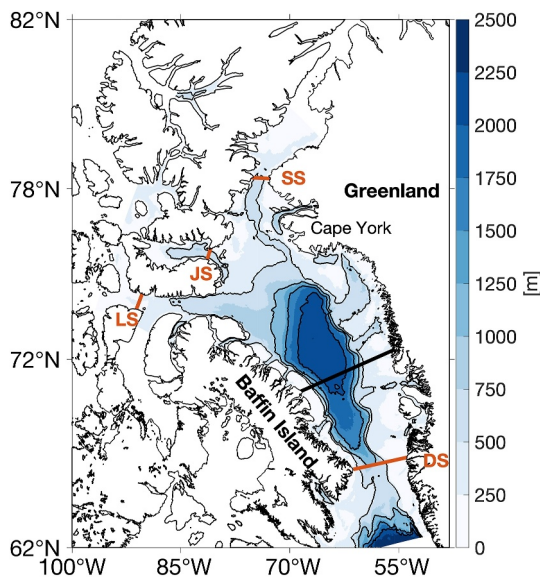 82°N
78°N
72°N
62°N
100°W
85°W
70°W
55°W
SS
Greenland
Cape York
JS
LS
Baffin Island
DS
2500
2250
2000
1750
1500
1250
1000
750
500
250
0
[m]